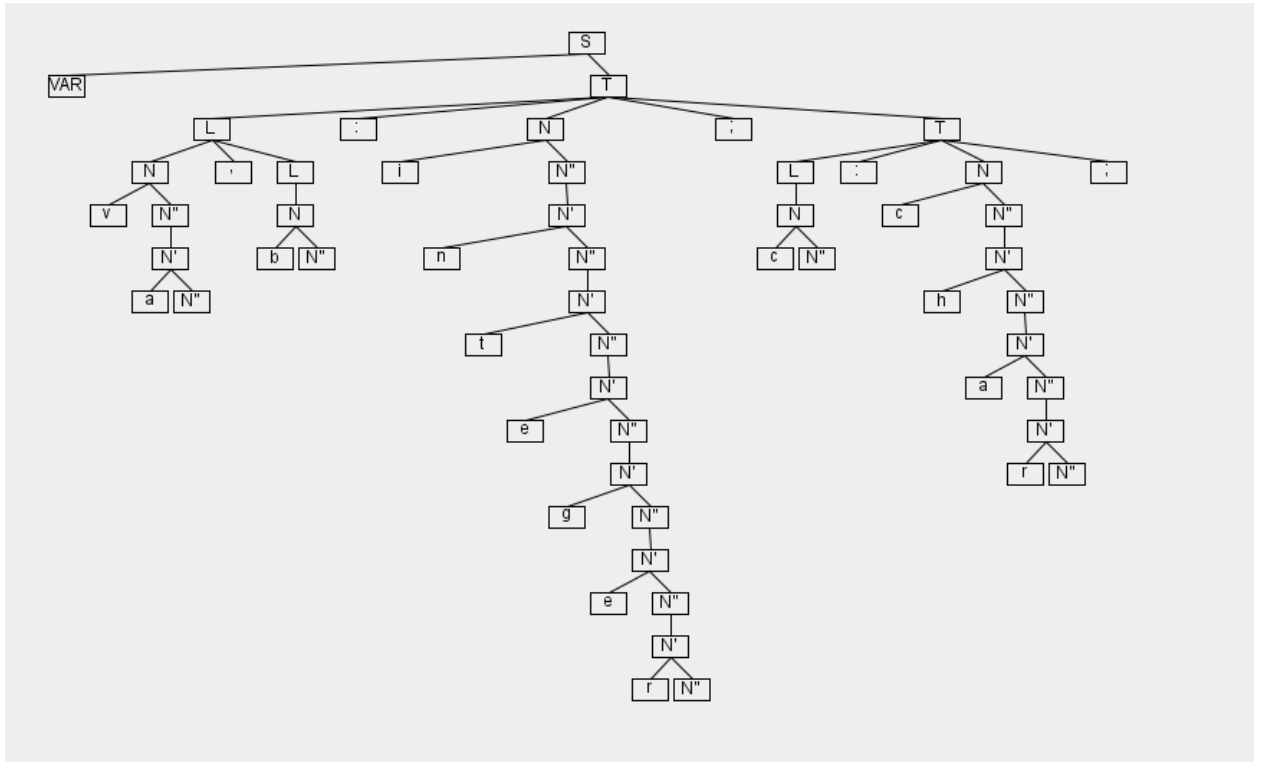 S
VAR T
L : N ; T
N , L i N" L : N ;
v N" N N' N c N"
N' b N" n N" c N" N'
a N" N' h N"
t N" N'
N' a N"
e N" N'
N' r N"
g N"
N'
e N"
N'
r N"